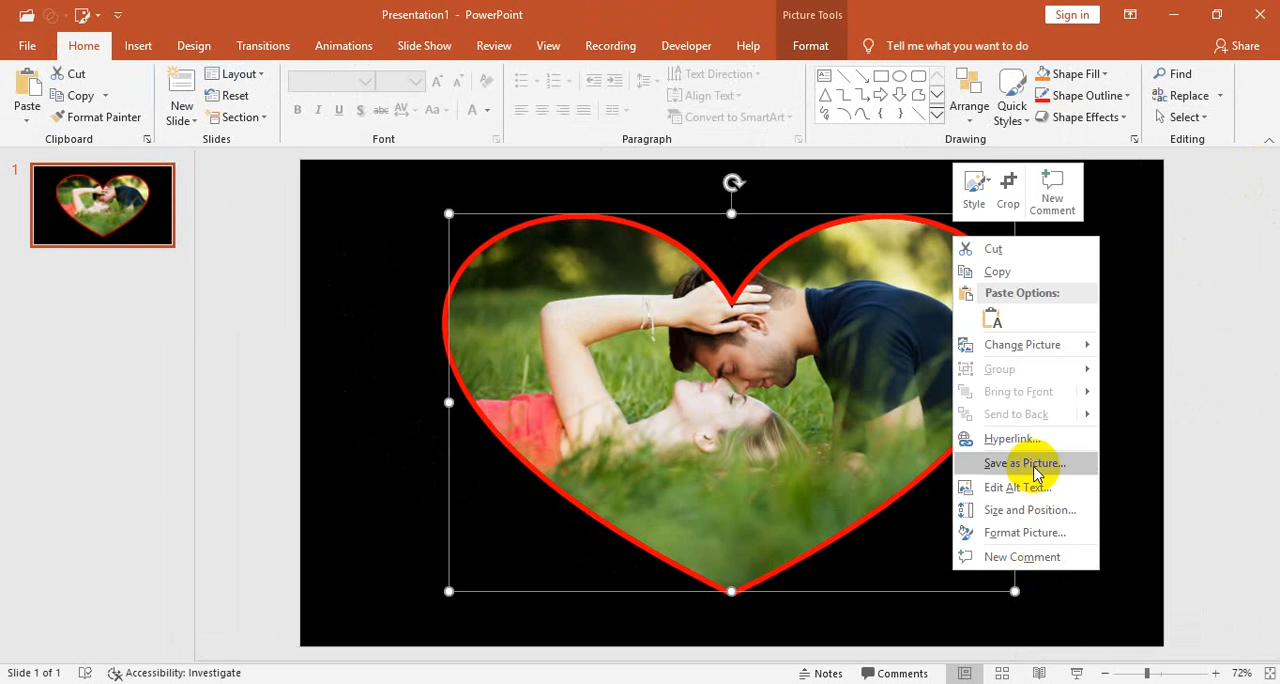 Presentation1 - PowerPoint
Picture Tools
Sign in
File
Home
Insert
Design
Transitions
Animations
Slide Show
Review
View
Recording
Developer
Help
Format
Tell me what you want to do
Share
Paste
Cut
Copy
Format Painter
Clipboard
New
Slide
Layout
Reset
Section
Slides
B I U S abc AV Aa A
Font
Text Direction
Align Text
Convert to SmartArt
Paragraph
Arrange
Quick
Styles
Shape Fill
Shape Outline
Shape Effects
Drawing
Find
Replace
Select
Editing
1
Style
Crop
New
Comment
Cut
Copy
Paste Options:
A
Change Picture
Group
Bring to Front
Send to Back
Hyperlink...
Save as Picture...
Edit Alt Text...
Size and Position...
Format Picture...
New Comment
Slide 1 of 1
Accessibility: Investigate
Notes
Comments
72%